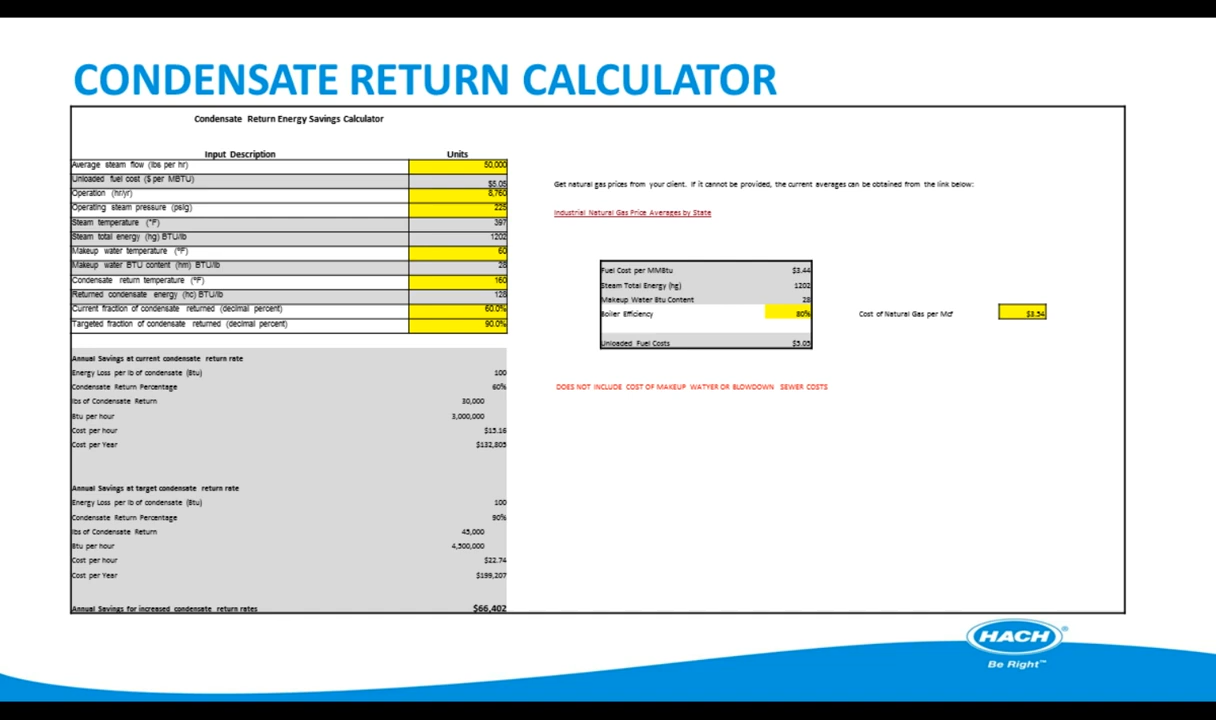 CONDENSATE RETURN CALCULATOR
Condensate Return Energy Savings Calculator
Input Description Units
Average steam flow (lbs per hr) 50,000
Unloaded fuel cost ($ per MBTU) $5.05
Operation (hr/yr) 8,760
Operating steam pressure (psig) 225
Steam temperature (°F) 397
Steam total energy (hg) BTU/lb 1202
Makeup water temperature (°F) 60
Makeup water BTU content (hm) BTU/lb 28
Condensate return temperature (°F) 160
Returned condensate energy (hc) BTU/lb 128
Current fraction of condensate returned (decimal percent) 60.0%
Targeted fraction of condensate returned (decimal percent) 90.0%
Annual Savings at current condensate return rate
Energy Loss per lb of condensate (Btu) 100
Condensate Return Percentage 60%
lbs of Condensate Return 30,000
Btu per hour 3,000,000
Cost per hour $15.16
Cost per Year $132,805
Annual Savings at target condensate return rate
Energy Loss per lb of condensate (Btu) 100
Condensate Return Percentage 90%
lbs of Condensate Return 45,000
Btu per hour 4,500,000
Cost per hour $22.74
Cost per Year $199,207
Annual Savings for increased condensate return rates $66,402
Get natural gas prices from your client. If it cannot be provided, the current averages can be obtained from the link below:
Industrial Natural Gas Price Averages by State
Fuel Cost per MMBtu $3.44
Steam Total Energy (hg) 1202
Makeup Water Btu Content 28
Boiler Efficiency 80%
Unloaded Fuel Costs $5.05
Cost of Natural Gas per Mcf $3.54
DOES NOT INCLUDE COST OF MAKEUP WATYER OR BLOWDOWN SEWER COSTS
HACH®
Be Right™